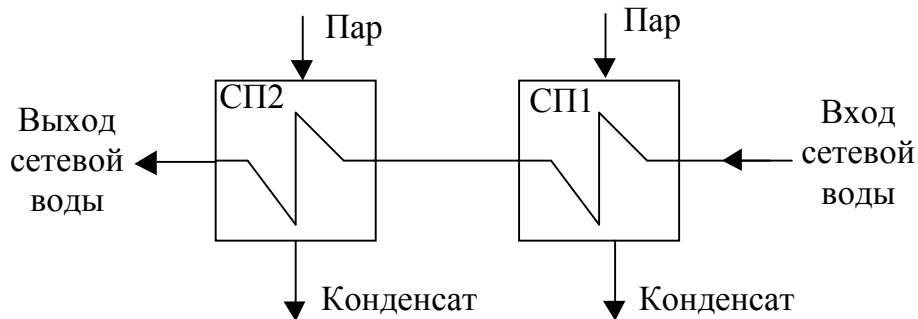 Пар
Пар
СП2
СП1
Выход
сетевой
воды
Вход
сетевой
воды
Конденсат
Конденсат